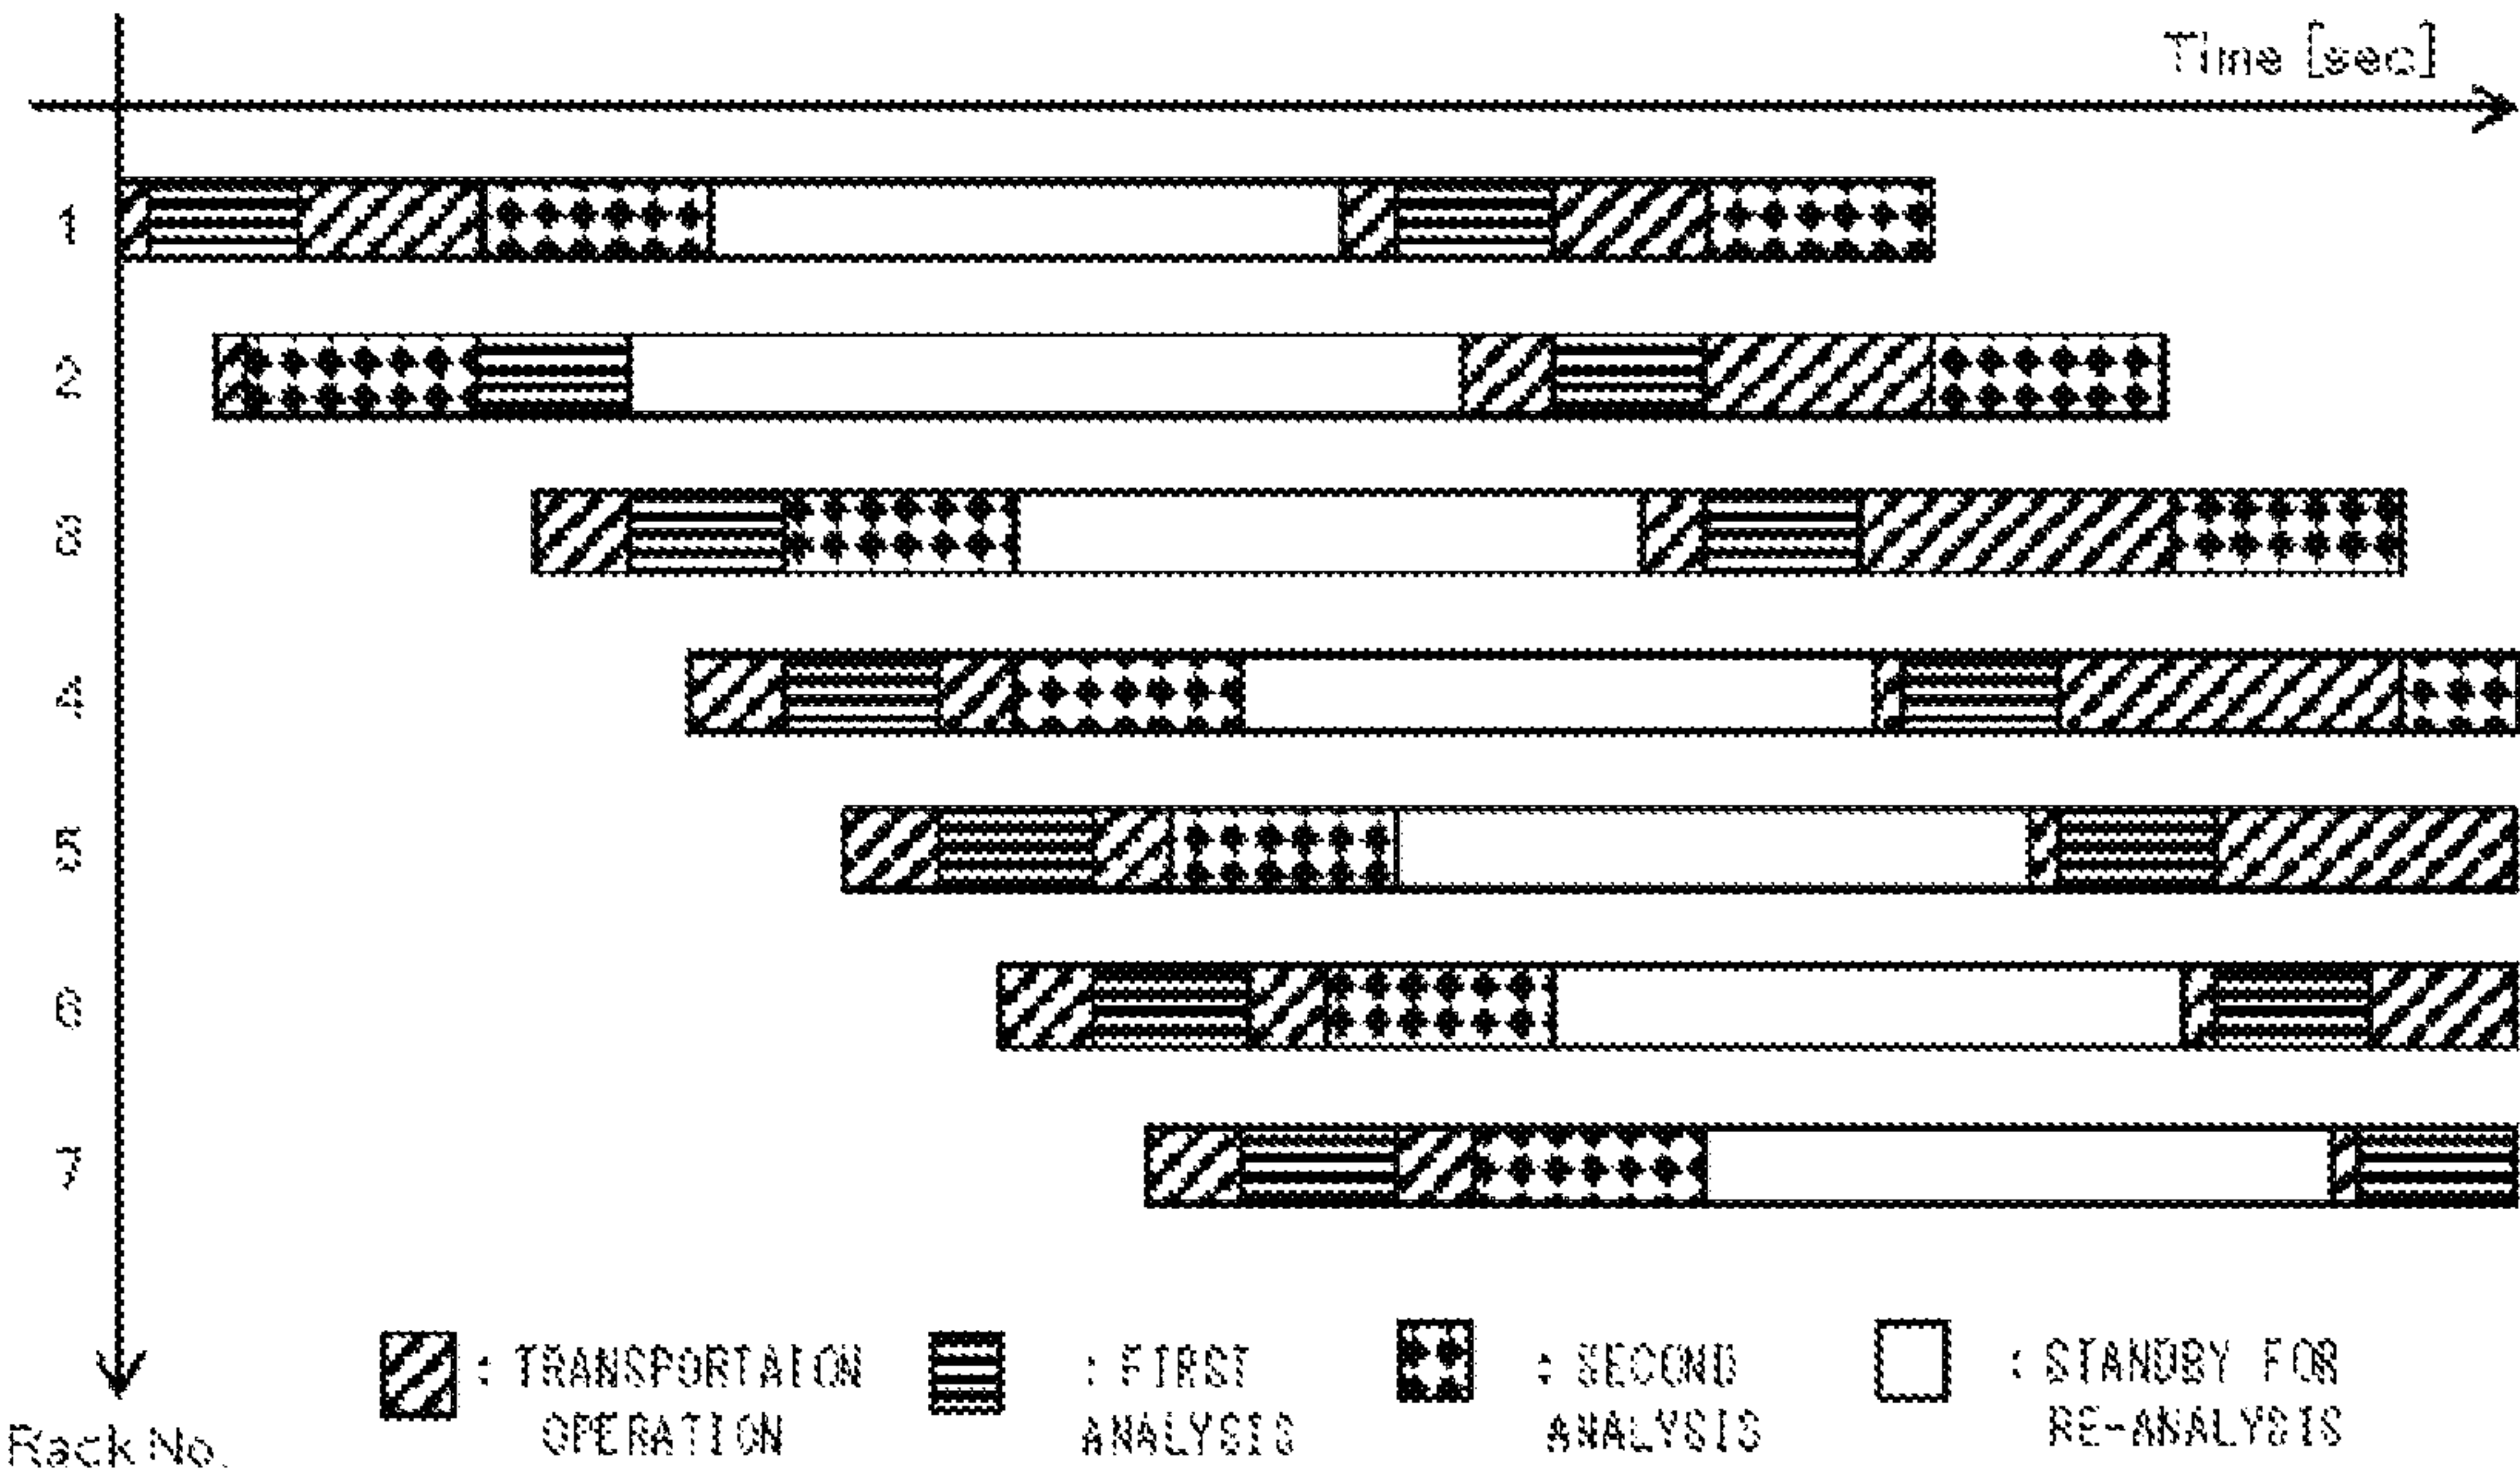 Time [sec]
1
2
3
4
5
6
7
: TRANSPORTAION
OPERATION
: FIRST
ANALYSIS
: SECOND
ANALYSIS
: STANDBY FOR
RE-ANALYSIS
Rack No.